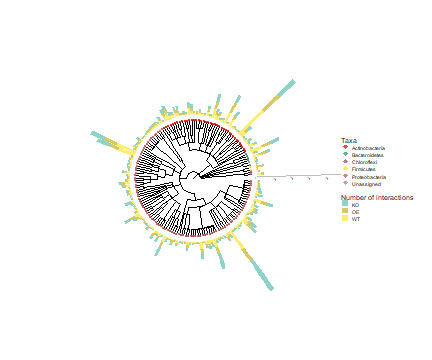 Taxa
Actinobacteria
Bacteroidetes
Chloroflexi
Firmicutes
Proteobacteria
Unassigned
Number of interactions
KO
OE
WT